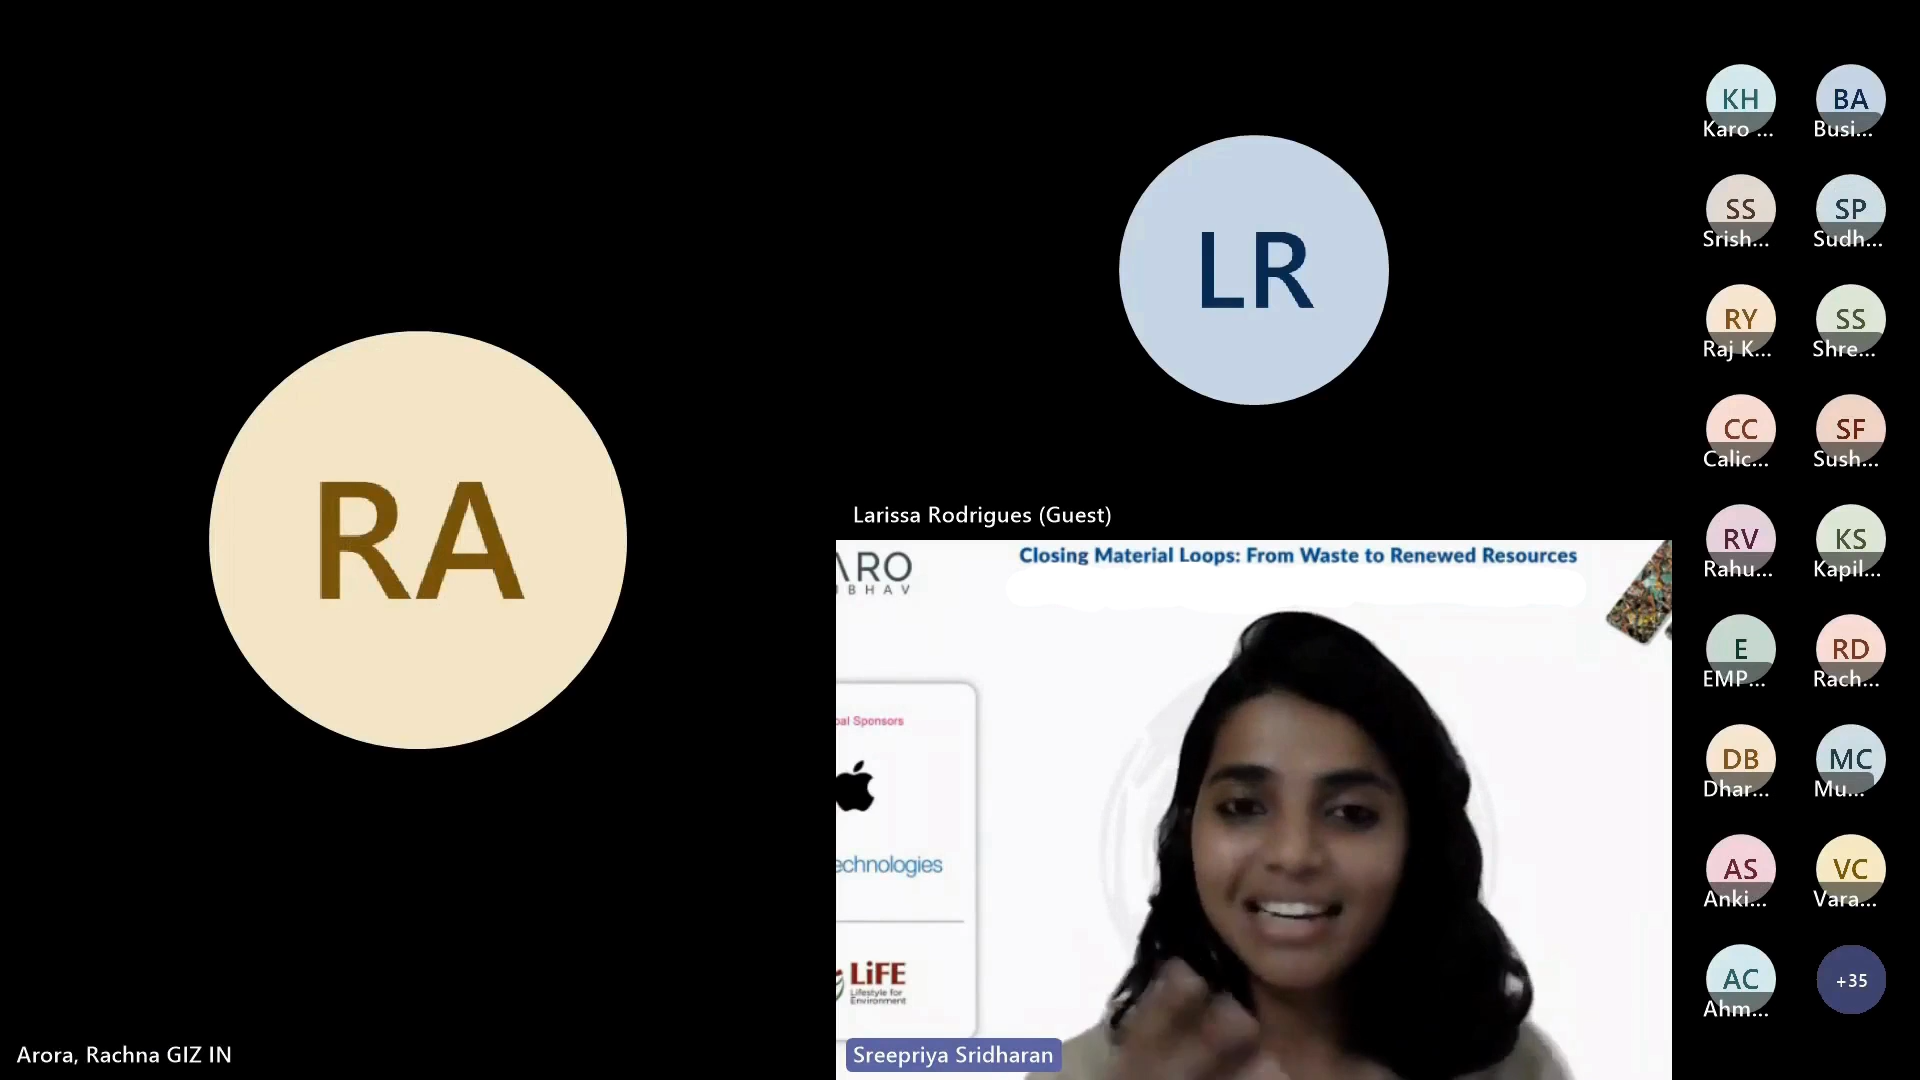 RA
Arora, Rachna GIZ IN
LR
Larissa Rodrigues (Guest)
ARO
BHAV
Closing Material Loops: From Waste to Renewed Resources
Sponsors
LiFE
Lifestyle for
Environment
Sreepriya Sridharan
KH
Karo ...
BA
Busi...
SS
Srish...
SP
Sudh...
RY
Raj K...
SS
Shre...
CC
Calic...
SF
Sush...
RV
Rahu...
KS
Kapil...
E
EMP...
RD
Rach...
DB
Dhar...
MC
Mu...
AS
Anki...
VC
Vara...
AC
Ahm...
+35